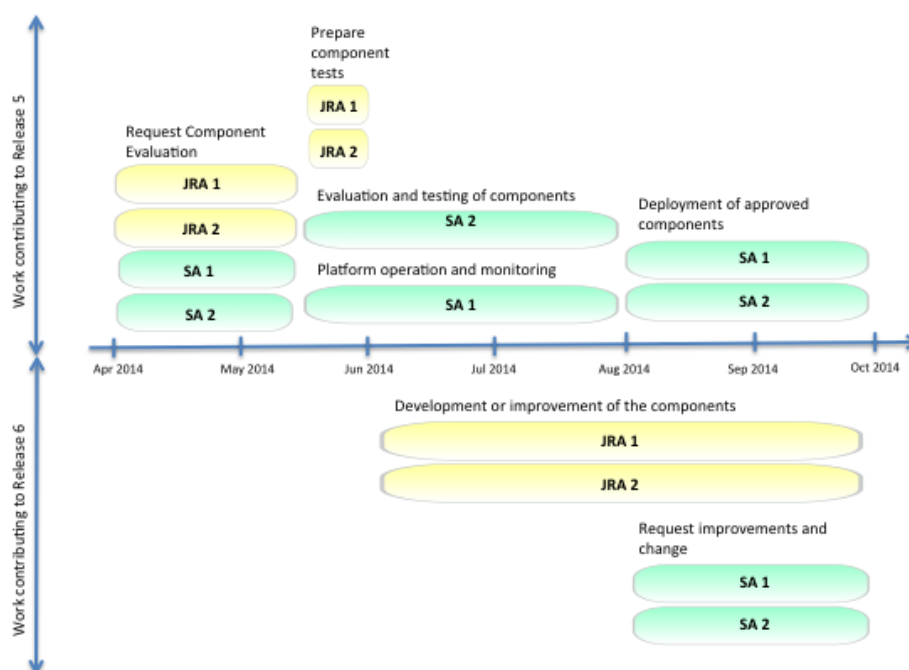 Work contributing to Release 5
Prepare
component
tests
JRA 1
JRA 2
Request Component
Evaluation
JRA 1
JRA 2
SA 1
SA 2
Evaluation and testing of components
SA 2
Platform operation and monitoring
SA 1
Deployment of approved
components
SA 1
SA 2
Apr 2014
May 2014
Jun 2014
Jul 2014
Aug 2014
Sep 2014
Oct 2014
Work contributing to Release 6
Development or improvement of the components
JRA 1
JRA 2
Request improvements and
change
SA 1
SA 2